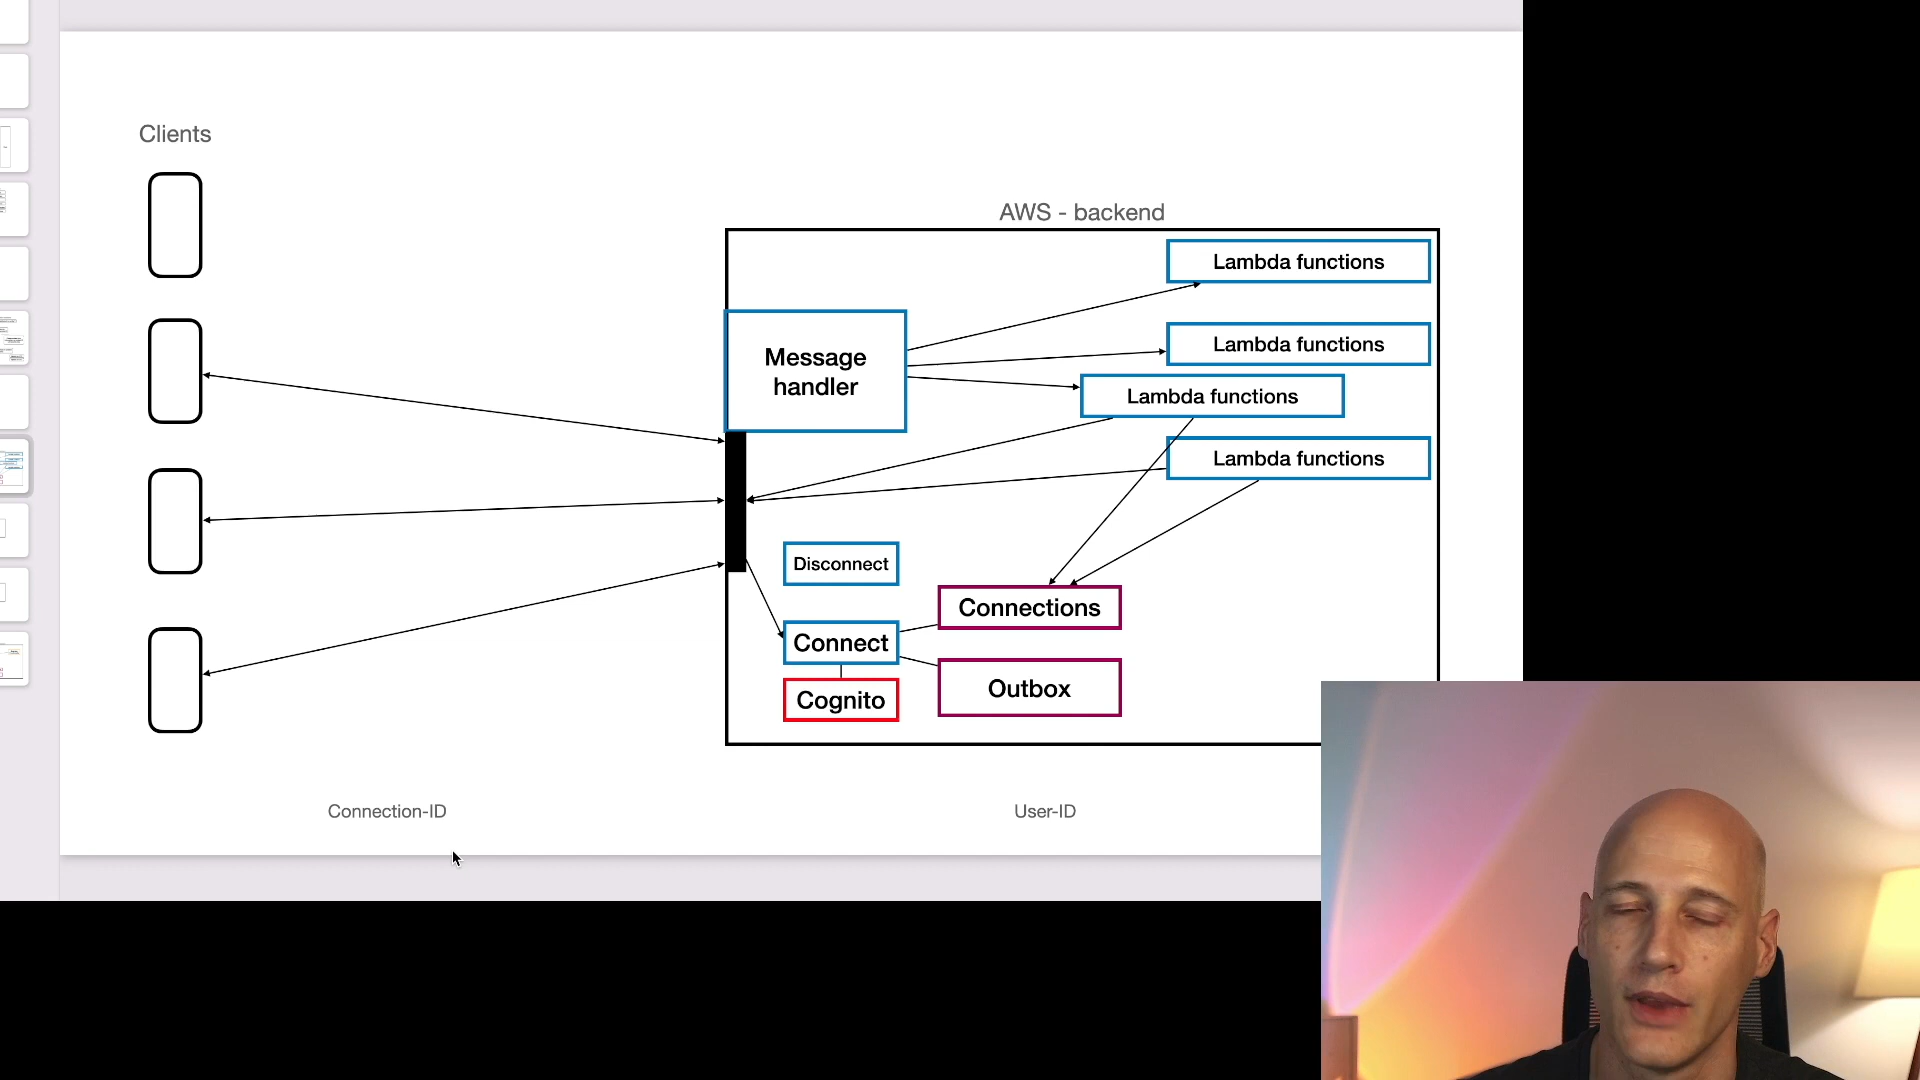 Clients
AWS - backend
Lambda functions
Message
handler
Lambda functions
Lambda functions
Lambda functions
Disconnect
Connections
Connect
Outbox
Cognito
Connection-ID
User-ID